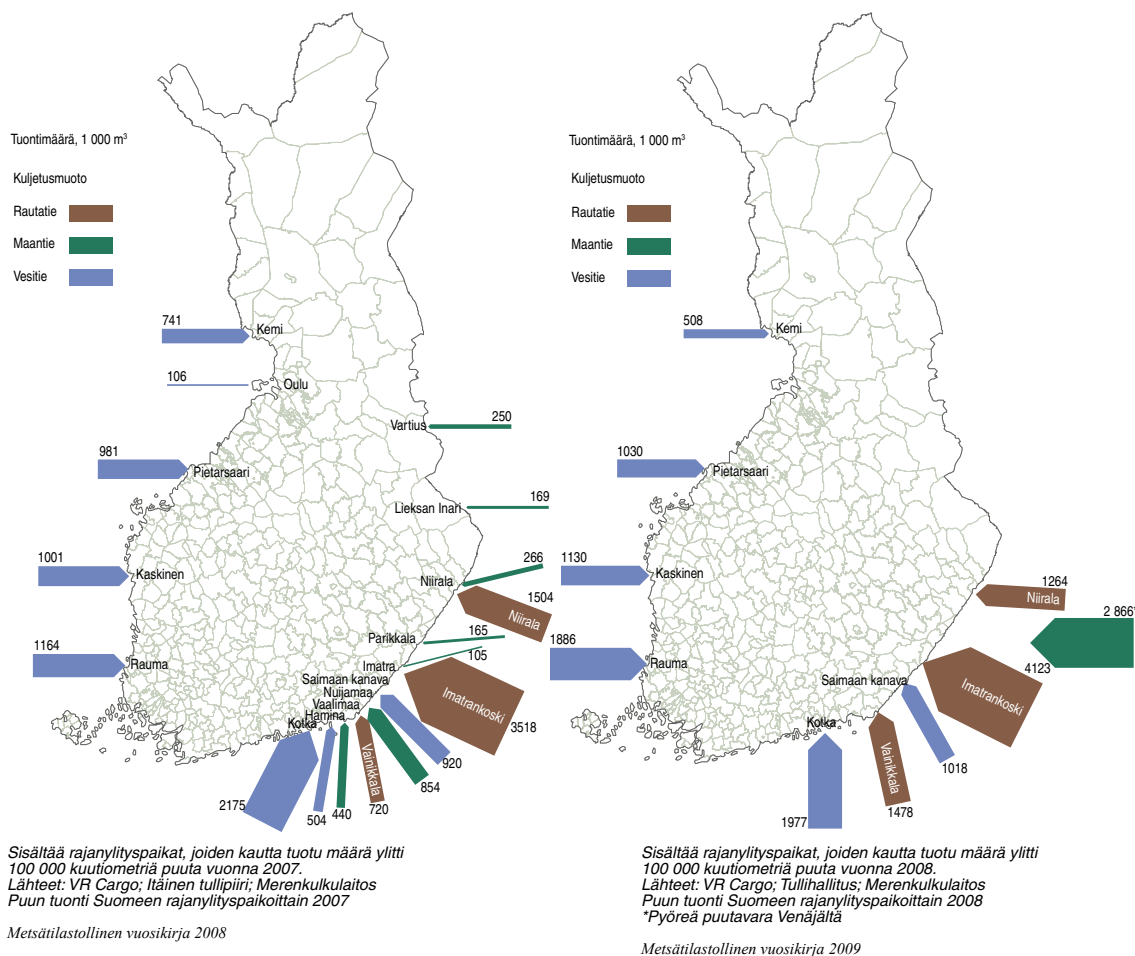 Tuontimäärä, 1 000 m³
Kuljetusmuoto
Rautatie
Maantie
Vesitie
741
Kemi
106
Oulu
Vartius
250
981
Pietarsaari
Lieksan Inari
169
1001
Kaskinen
266
Niirala
1504
Niirala
Parikkala
165
1164
Rauma
Imatra
105
Saimaan kanava
Nuijamaa
Vaalimaa
Hamina
Kotka
Imatrankoski
3518
Vainikkala
920
854
2175
504
440
720
Sisältää rajanylityspaikat, joiden kautta tuotu määrä ylitti
100 000 kuutiometriä puuta vuonna 2007.
Lähteet: VR Cargo; Itäinen tullipiiri; Merenkulkulaitos
Puun tuonti Suomeen rajanylityspaikoittain 2007
Metsätilastollinen vuosikirja 2008
Tuontimäärä, 1 000 m³
Kuljetusmuoto
Rautatie
Maantie
Vesitie
508
Kemi
1030
Pietarsaari
1130
Kaskinen
1264
Niirala
2 866*
1886
Rauma
4123
Saimaan kanava
Imatrankoski
Kotka
Vainikkala
1018
1977
1478
Sisältää rajanylityspaikat, joiden kautta tuotu määrä ylitti
100 000 kuutiometriä puuta vuonna 2008.
Lähteet: VR Cargo; Tullihallitus; Merenkulkulaitos
Puun tuonti Suomeen rajanylityspaikoittain 2008
*Pyöreä puutavara Venäjältä
Metsätilastollinen vuosikirja 2009